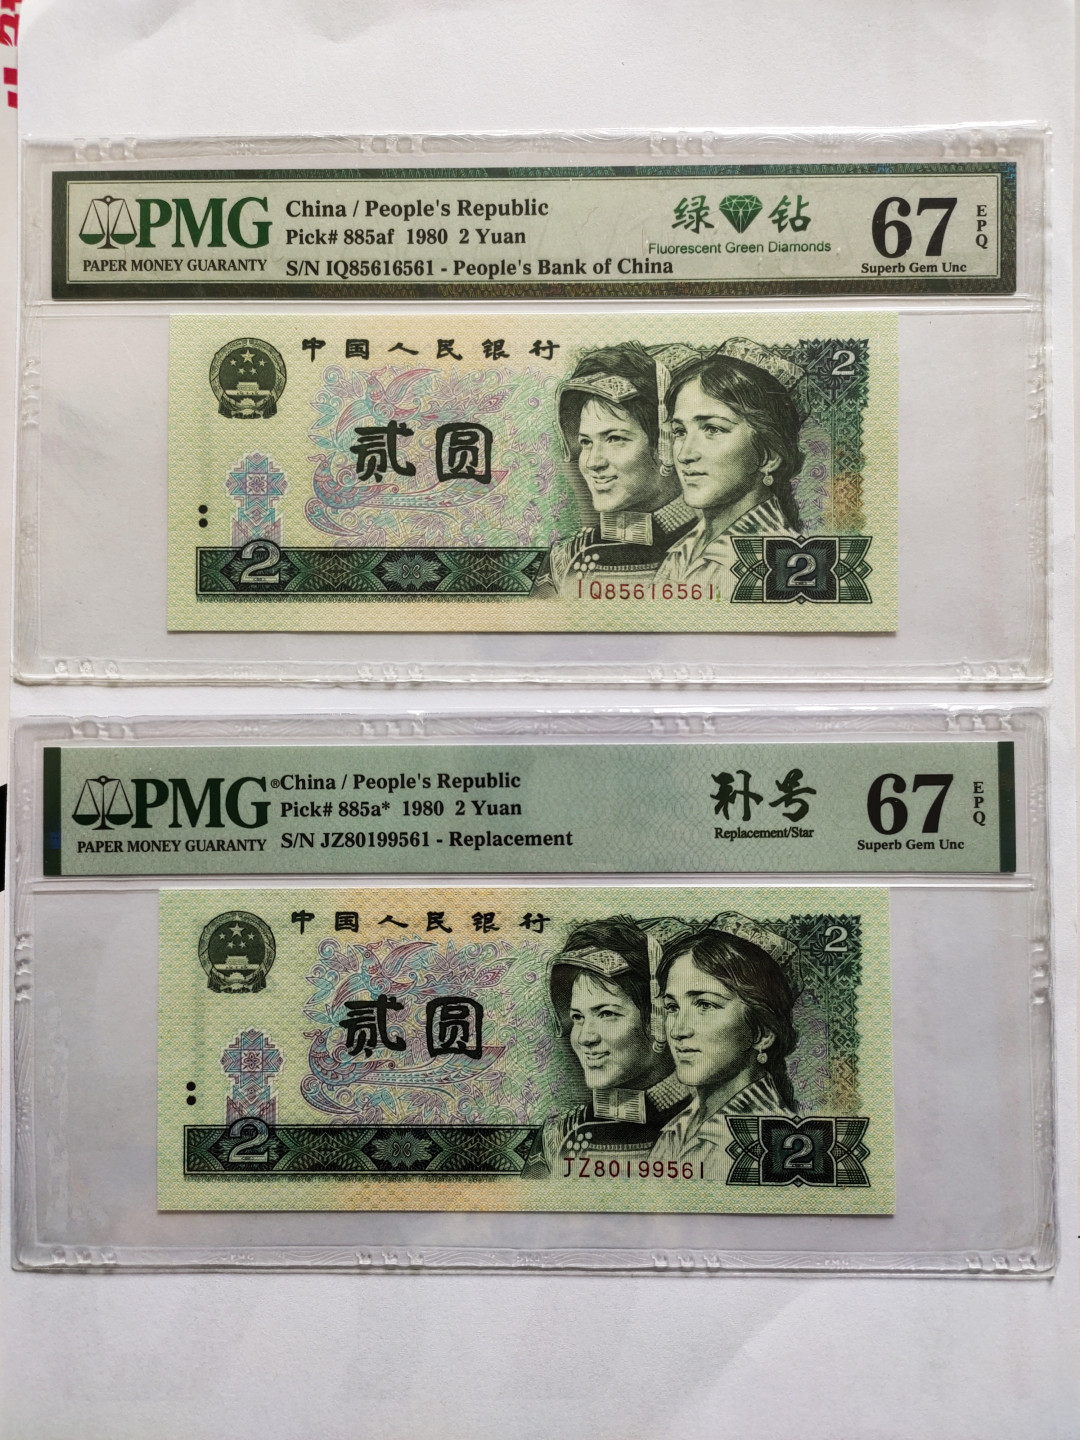 PMG
PAPER MONEY GUARANTY
China / People's Republic
Pick# 885af 1980 2 Yuan
S/N IQ85616561 - People's Bank of China
绿 钻
Fluorescent Green Diamonds
67
EPQ
Superb Gem Unc
中国人民银行
2
贰圆
2
2
IQ85616561
PMG®
PAPER MONEY GUARANTY
China / People's Republic
Pick# 885a* 1980 2 Yuan
S/N JZ80199561 - Replacement
补号
Replacement/Star
67
EPQ
Superb Gem Unc
中国人民银行
2
贰圆
2
2
JZ80199561